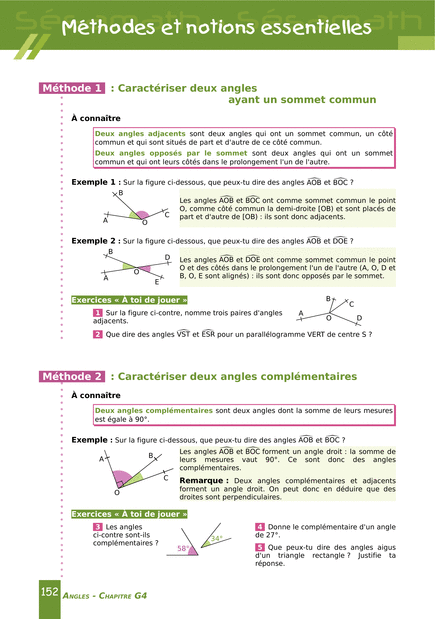 Sésamath Sésamath
Méthodes et notions essentielles
Méthode 1 : Caractériser deux angles
ayant un sommet commun
À connaître
Deux angles adjacents sont deux angles qui ont un sommet commun, un côté
commun et qui sont situés de part et d'autre de ce côté commun.
Deux angles opposés par le sommet sont deux angles qui ont un sommet
commun et qui ont leurs côtés dans le prolongement l'un de l'autre.
Exemple 1 : Sur la figure ci-dessous, que peux-tu dire des angles AOB et BOC ?
B
A
O
C
Les angles AOB et BOC ont comme sommet commun le point
O, comme côté commun la demi-droite [OB) et sont placés de
part et d'autre de [OB) : ils sont donc adjacents.
Exemple 2 : Sur la figure ci-dessous, que peux-tu dire des angles AOB et DOE ?
B
D
O
A
E
Les angles AOB et DOE ont comme sommet commun le point
O et des côtés dans le prolongement l'un de l'autre (A, O, D et
B, O, E sont alignés) : ils sont donc opposés par le sommet.
Exercices « À toi de jouer »
1 Sur la figure ci-contre, nomme trois paires d'angles
adjacents.
B
C
A
O
D
2 Que dire des angles VST et ESR pour un parallélogramme VERT de centre S ?
Méthode 2 : Caractériser deux angles complémentaires
À connaître
Deux angles complémentaires sont deux angles dont la somme de leurs mesures
est égale à 90°.
Exemple : Sur la figure ci-dessous, que peux-tu dire des angles AOB et BOC ?
A
B
C
O
Les angles AOB et BOC forment un angle droit : la somme de
leurs mesures vaut 90°. Ce sont donc des angles
complémentaires.
Remarque : Deux angles complémentaires et adjacents
forment un angle droit. On peut donc en déduire que des
droites sont perpendiculaires.
Exercices « À toi de jouer »
3 Les angles
ci-contre sont-ils
complémentaires ?
58°
34°
4 Donne le complémentaire d'un angle
de 27°.
5 Que peux-tu dire des angles aigus
d'un triangle rectangle ? Justifie ta
réponse.
152 ANGLES - CHAPITRE G4